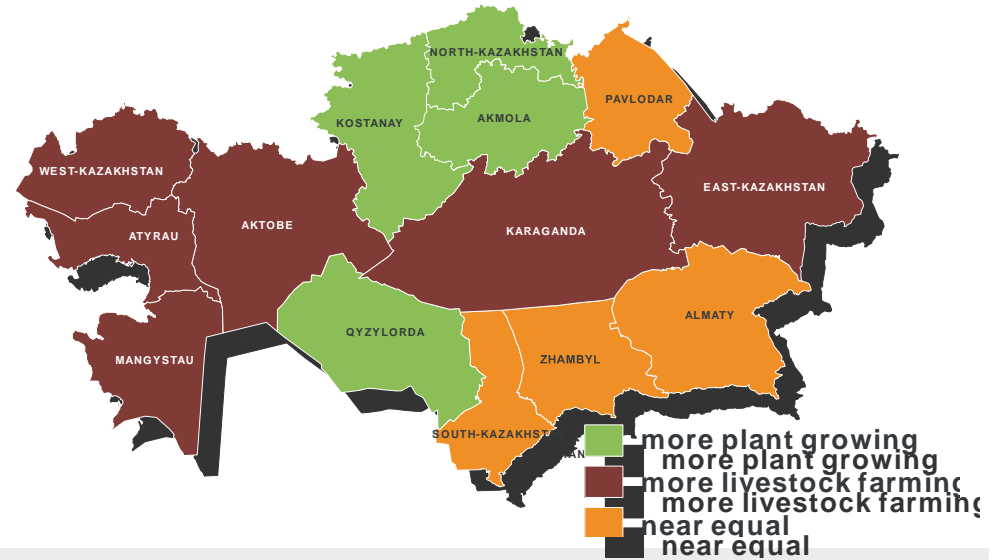 NORTH-KAZAKHSTAN
PAVLODAR
KOSTANAY
AKMOLA
WEST-KAZAKHSTAN
EAST-KAZAKHSTAN
ATYRAU
AKTOBE
KARAGANDA
ALMATY
QYZYLORDA
MANGYSTAU
ZHAMBYL
SOUTH-KAZAKHST
AN
more plant growing
more plant growing
more livestock farming
more livestock farming
near equal
near equal